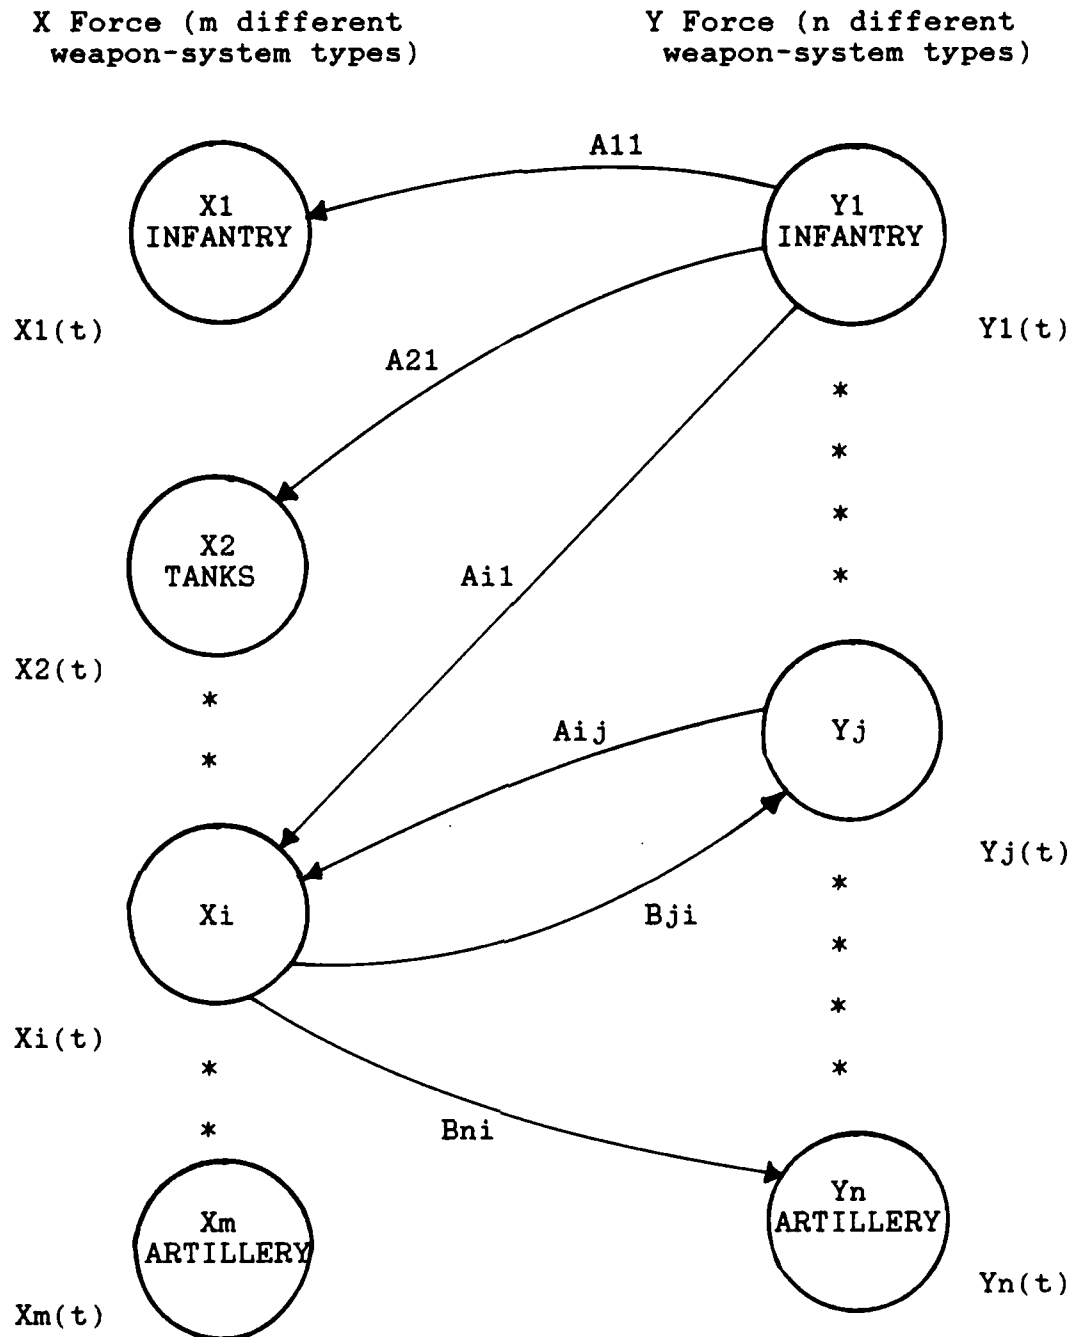 X Force (m different
weapon-system types)
Y Force (n different
weapon-system types)
A11
X1
INFANTRY
Y1
INFANTRY
X1(t)
Y1(t)
A21
*
*
*
*
X2
TANKS
Ai1
X2(t)
*
*
Aij
Yj
Yj(t)
Xi
Bji
*
*
*
*
Xi(t)
*
*
Bni
Xm
ARTILLERY
Yn
ARTILLERY
Xm(t)
Yn(t)